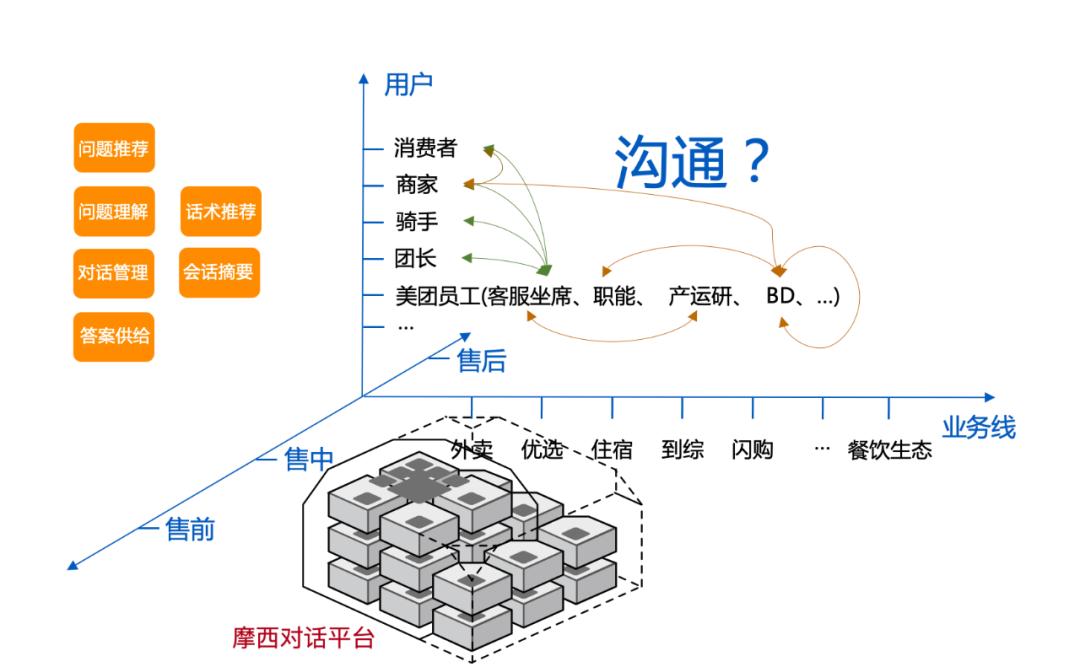 用户
沟通？
消费者
商家
骑手
团长
美团员工(客服坐席、职能、 产运研、 BD、...)
...
问题推荐
问题理解
话术推荐
对话管理
会话摘要
答案供给
售后
售中
售前
业务线
外卖 优选 住宿 到综 闪购 ... 餐饮生态
摩西对话平台